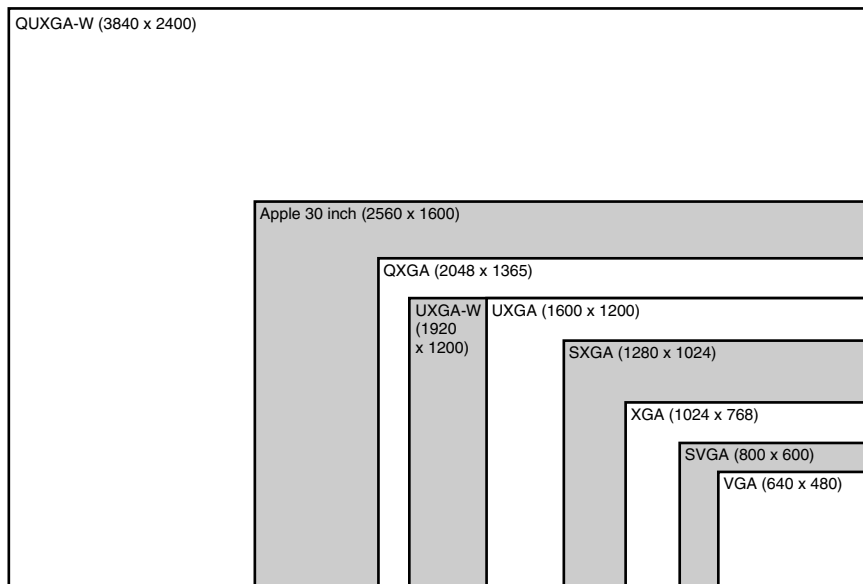 QUXGA-W (3840 x 2400)
Apple 30 inch (2560 x 1600)
QXGA (2048 x 1365)
UXGA-W
(1920
x 1200)
UXGA (1600 x 1200)
SXGA (1280 x 1024)
XGA (1024 x 768)
SVGA (800 x 600)
VGA (640 x 480)